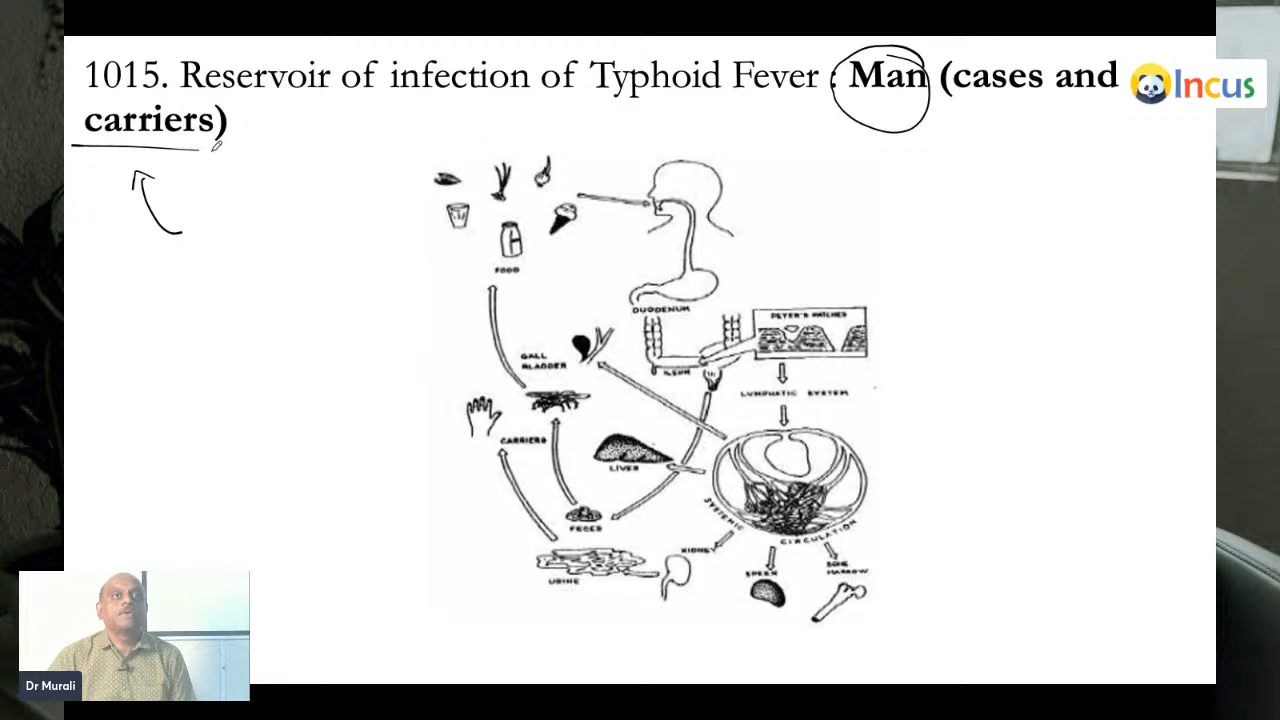 1015. Reservoir of infection of Typhoid Fever : Man (cases and
carriers)
Incus
FOOD
DUODENUM
PEYER'S PATCHES
GALL
BLADDER
ILEUM
LYMPHATIC SYSTEM
CARRIERS
LIVER
FECES
SYSTEMIC CIRCULATION
KIDNEY
URINE
SPEEN
BONE
MARROW
Dr Murali